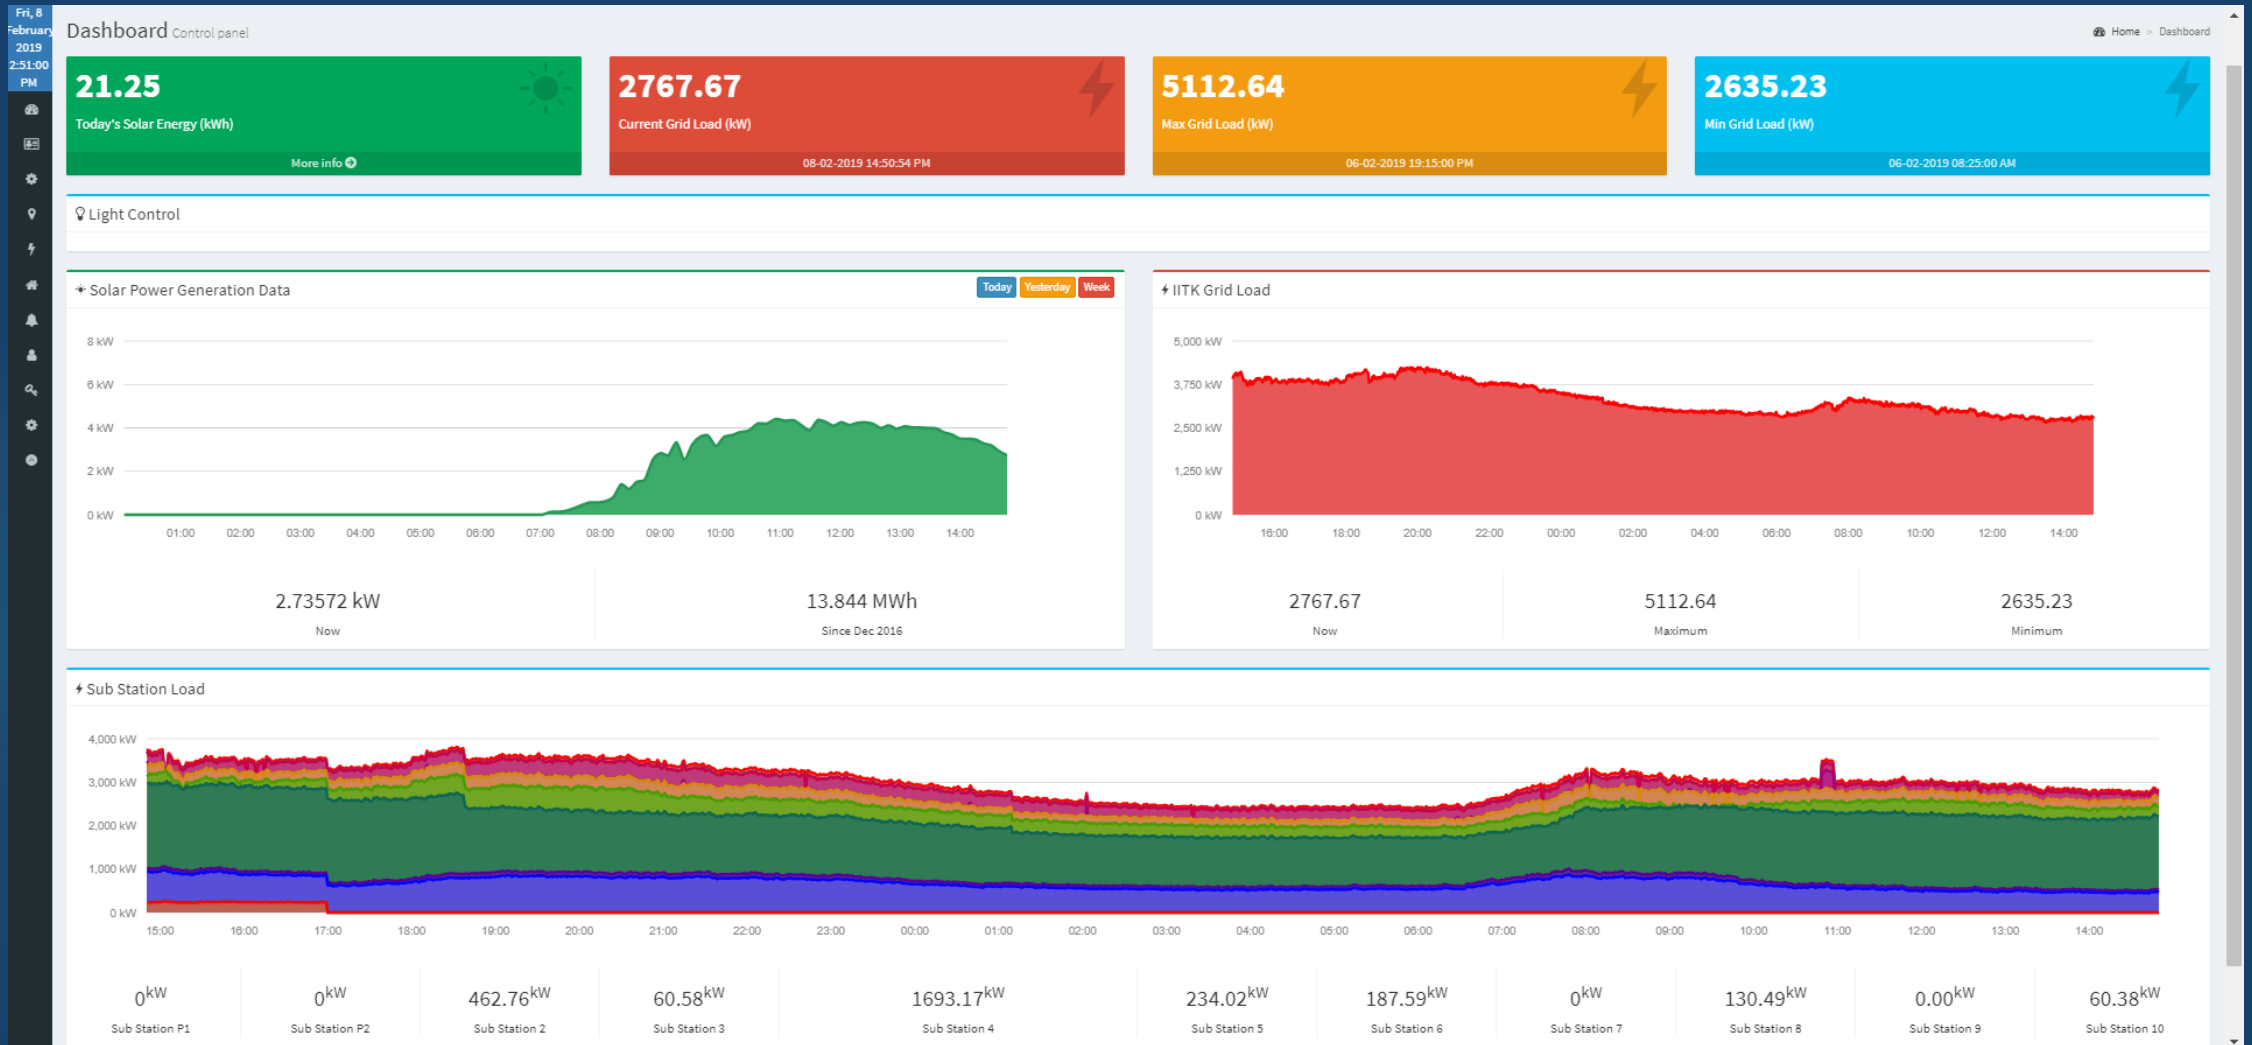 Fri, 8
February
2019
2:51:00
PM
Dashboard Control panel
Home > Dashboard
21.25
Today's Solar Energy (kWh)
More info
2767.67
Current Grid Load (kW)
08-02-2019 14:50:54 PM
5112.64
Max Grid Load (kW)
06-02-2019 19:15:00 PM
2635.23
Min Grid Load (kW)
06-02-2019 08:25:00 AM
Light Control
Solar Power Generation Data
Today Yesterday Week
8 kW
6 kW
4 kW
2 kW
0 kW
01:00 02:00 03:00 04:00 05:00 06:00 07:00 08:00 09:00 10:00 11:00 12:00 13:00 14:00
2.73572 kW
Now
13.844 MWh
Since Dec 2016
IITK Grid Load
5,000 kW
3,750 kW
2,500 kW
1,250 kW
0 kW
16:00 18:00 20:00 22:00 00:00 02:00 04:00 06:00 08:00 10:00 12:00 14:00
2767.67
Now
5112.64
Maximum
2635.23
Minimum
Sub Station Load
4,000 kW
3,000 kW
2,000 kW
1,000 kW
0 kW
15:00 16:00 17:00 18:00 19:00 20:00 21:00 22:00 23:00 00:00 01:00 02:00 03:00 04:00 05:00 06:00 07:00 08:00 09:00 10:00 11:00 12:00 13:00 14:00
0kW
Sub Station P1
0kW
Sub Station P2
462.76kW
Sub Station 2
60.58kW
Sub Station 3
1693.17kW
Sub Station 4
234.02kW
Sub Station 5
187.59kW
Sub Station 6
0kW
Sub Station 7
130.49kW
Sub Station 8
0.00kW
Sub Station 9
60.38kW
Sub Station 10